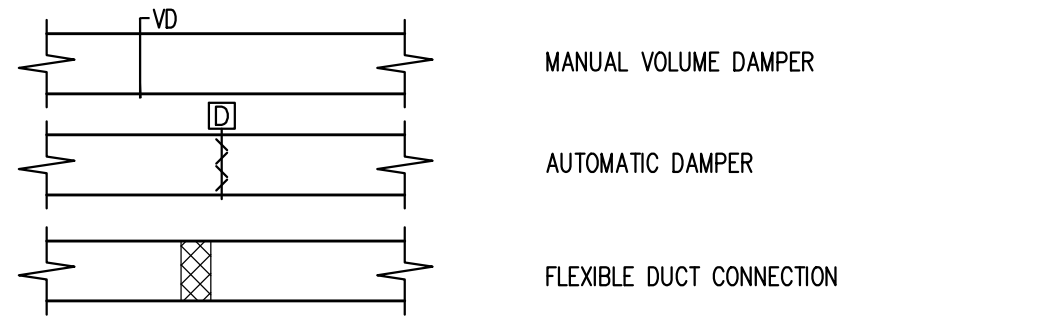 VD
MANUAL VOLUME DAMPER
D
AUTOMATIC DAMPER
FLEXIBLE DUCT CONNECTION